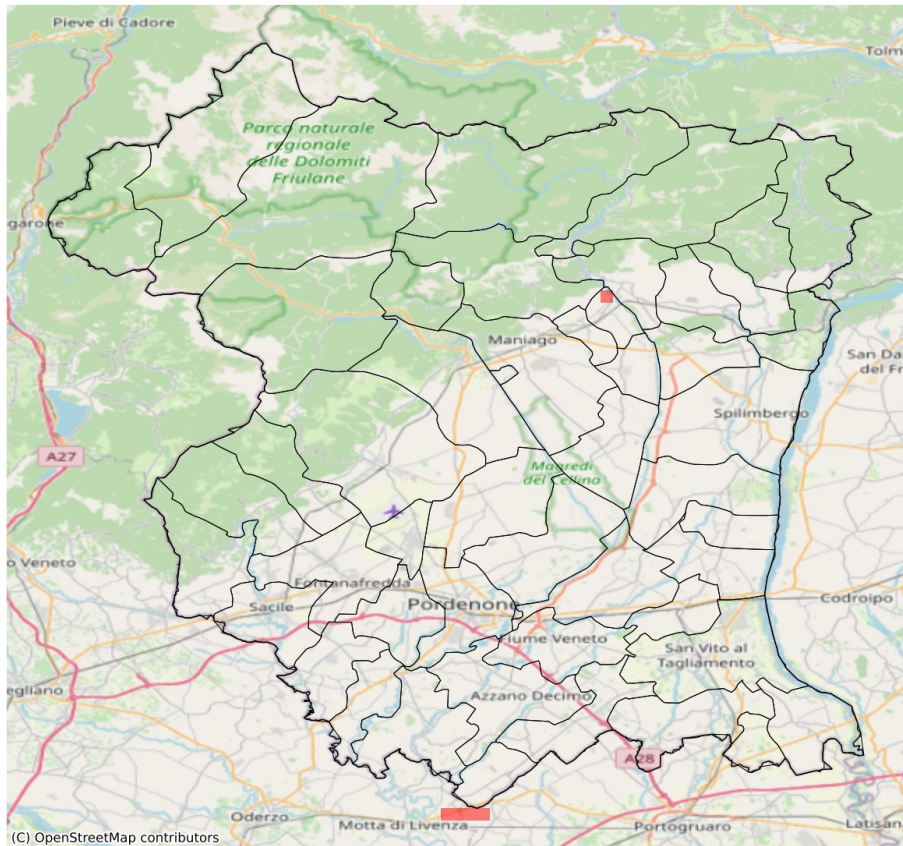 Pieve di Cadore
Tolm
Parco naturale
regionale
delle Dolomiti
Friulane
garone
Maniago
San Da
del Fr
Spilimbergo
A27
Magredi
del Cellina
o Veneto
Fontanafredda
Sacile
Pordenone
Codroipo
Fiume Veneto
San Vito al
Tagliamento
egliano
Azzano Decimo
A28
Oderzo
Motta di Livenza
Portogruaro
Latisan
(C) OpenStreetMap contributors